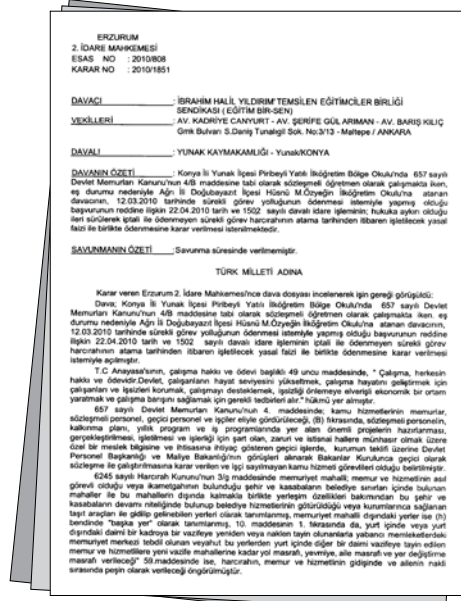 ERZURUM
2. İDARE MAHKEMESİ
ESAS NO : 2010/808
KARAR NO : 2010/1851
DAVACI : İBRAHİM HALİL YILDIRIM' TEMSİLEN EĞİTİMCİLER BİRLİĞİ
SENDİKASI ( EĞİTİM BİR-SEN)
VEKİLLERİ : AV. KADRİYE CANYURT - AV. ŞERİFE GÜL ARIMAN - AV. BARIŞ KILIÇ
Gmk Bulvarı S.Daniş Tunalıgil Sok. No:3/13 - Maltepe / ANKARA
DAVALI : YUNAK KAYMAKAMLIĞI - Yunak/KONYA
DAVANIN ÖZETİ : Konya İli Yunak İlçesi Piribeyli Yatılı İlköğretim Bölge Okulu'nda 657 sayılı
Devlet Memurları Kanunu'nun 4/B maddesine tabi olarak sözleşmeli öğretmen olarak çalışmakta iken,
eş durumu nedeniyle Ağrı İli Doğubayazıt İlçesi Hüsnü M.Özyeğin İlköğretim Okulu'na atanan
davacının, 12.03.2010 tarihinde sürekli görev yolluğunun ödenmesi istemiyle yapmış olduğu
başvurunun reddine ilişkin 22.04.2010 tarih ve 1502 sayılı davalı idare işleminin; hukuka aykırı olduğu
ileri sürülerek iptali ile ödenmeyen sürekli görev harcırahının atama tarihinden itibaren işletilecek yasal
faizi ile birlikte ödenmesine karar verilmesi istenilmektedir.
SAVUNMANIN ÖZETİ : Savunma süresinde verilmemiştir.
TÜRK MİLLETİ ADINA
Karar veren Erzurum 2. İdare Mahkemesi'nce dava dosyası incelenerek işin gereği görüşüldü:
Dava; Konya İli Yunak İlçesi Piribeyli Yatılı İlköğretim Bölge Okulu'nda 657 sayılı Devlet
Memurları Kanunu'nun 4/B maddesine tabi olarak sözleşmeli öğretmen olarak çalışmakta iken, eş
durumu nedeniyle Ağrı İli Doğubayazıt İlçesi Hüsnü M.Özyeğin İlköğretim Okulu'na atanan davacının,
12.03.2010 tarihinde sürekli görev yolluğunun ödenmesi istemiyle yapmış olduğu başvurunun reddine
ilişkin 22.04.2010 tarih ve 1502 sayılı davalı idare işleminin iptali ile ödenmeyen sürekli görev
harcırahının atama tarihinden itibaren işletilecek yasal faizi ile birlikte ödenmesine karar verilmesi
istemiyle açılmıştır.
T.C Anayasa'sının, çalışma hakkı ve ödevi başlıklı 49 uncu maddesinde, " Çalışma, herkesin
hakkı ve ödevidir.Devlet, çalışanların hayat seviyesini yükseltmek, çalışma hayatını geliştirmek için
çalışanları ve işsizleri korumak, çalışmayı desteklemek, işsizliği önlemeye elverişli ekonomik bir ortam
yaratmak ve çalışma barışını sağlamak için gerekli tedbirleri alır." hükmü yer almıştır.
657 sayılı Devlet Memurları Kanunu'nun 4. maddesinde; kamu hizmetlerinin memurlar,
sözleşmeli personel, geçici personel ve işçiler eliyle gördürüleceği, (B) fıkrasında, sözleşmeli personelin,
kalkınma planı, yıllık program ve iş programlarında yer alan önemli projelerin hazırlanması,
gerçekleştirilmesi, işletilmesi ve işlerliği için şart olan, zaruri ve istisnai hallere münhasır olmak üzere
özel bir meslek bilgisine ve ihtisasına ihtiyaç gösteren geçici işlerde, kurumun teklifi üzerine Devlet
Personel Başkanlığı ve Maliye Bakanlığının görüşleri alınarak Bakanlar Kurulunca geçici olarak
sözleşme ile çalıştırılmasına karar verilen ve işçi sayılmayan kamu hizmeti görevlileri olduğu belirtilmiştir.
6245 sayılı Harcırah Kanunu'nun 3/g maddesinde memuriyet mahalli; memur ve hizmetlinin asıl
görevli olduğu veya ikametgahının bulunduğu şehir ve kasabaların belediye sınırları içinde bulunan
mahaller ile bu mahallerin dışında kalmakla birlikte yerleşim özellikleri bakımından bu şehir ve
kasabaların devamı niteliğinde bulunup belediye hizmetlerinin götürüldüğü veya kurumlarınca sağlanan
taşıt araçları ile gidilip gelinebilen yerleri olarak tanımlanmış, memuriyet mahalli dışındaki yerler ise (h)
bendinde "başka yer" olarak tanımlanmış, 10. maddesinin 1. fıkrasında da, yurt içinde veya yurt
dışındaki daimi bir kadroya bir vazifeye yeniden veya naklen tayin olunanlarla yabancı memleketlerdeki
memuriyet merkezi tebdil olunan veyahut bu yerlerden yurt içinde diğer bir daimi vazifeye tayin edilen
memur ve hizmetlilere yeni vazife mahallerine kadar yol masrafı, yevmiye, aile masrafı ve yer değiştirme
masrafı verileceği" 59.maddesinde ise, harcırahın, memur ve hizmetinin gidişinde ve ailenin nakli
sırasında peşin olarak verileceği öngörülmüştür.